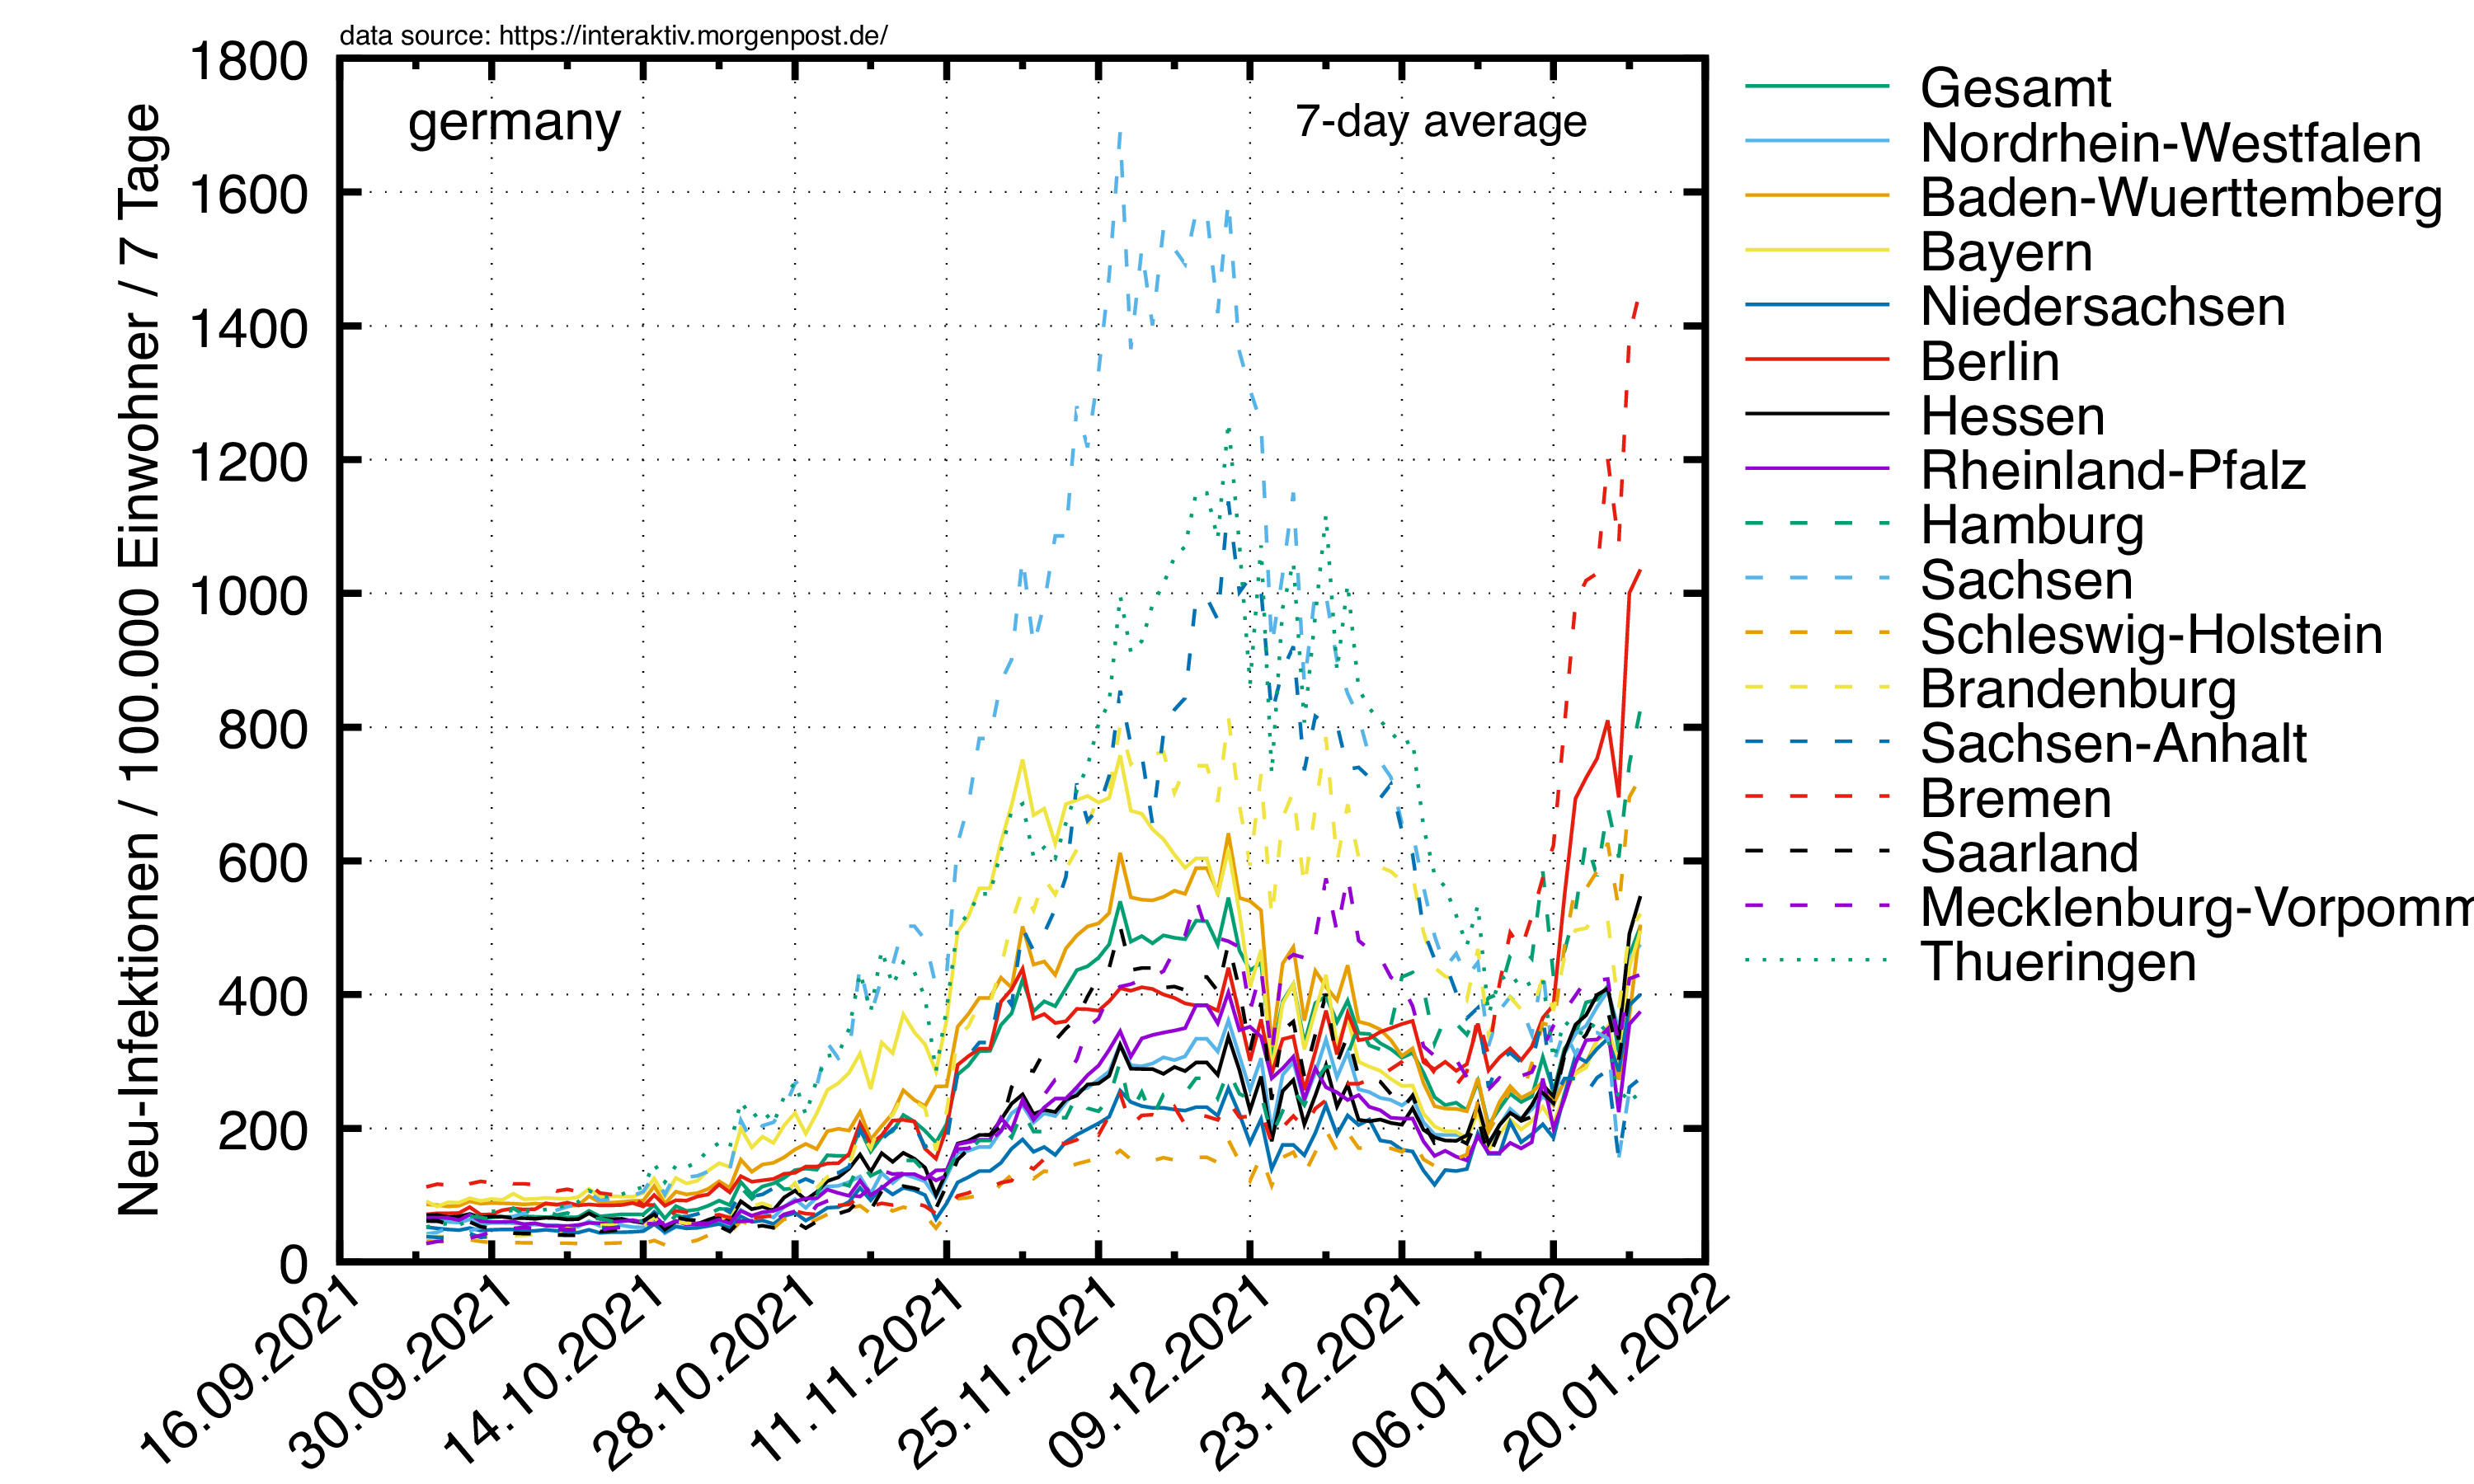 data source: https://interaktiv.morgenpost.de/
germany
7-day average
Neu-Infektionen / 100.000 Einwohner / 7 Tage
1800
1600
1400
1200
1000
800
600
400
200
0
16.09.2021
30.09.2021
14.10.2021
28.10.2021
11.11.2021
25.11.2021
09.12.2021
23.12.2021
06.01.2022
20.01.2022
Gesamt
Nordrhein-Westfalen
Baden-Wuerttemberg
Bayern
Niedersachsen
Berlin
Hessen
Rheinland-Pfalz
Hamburg
Sachsen
Schleswig-Holstein
Brandenburg
Sachsen-Anhalt
Bremen
Saarland
Mecklenburg-Vorpomm
Thueringen